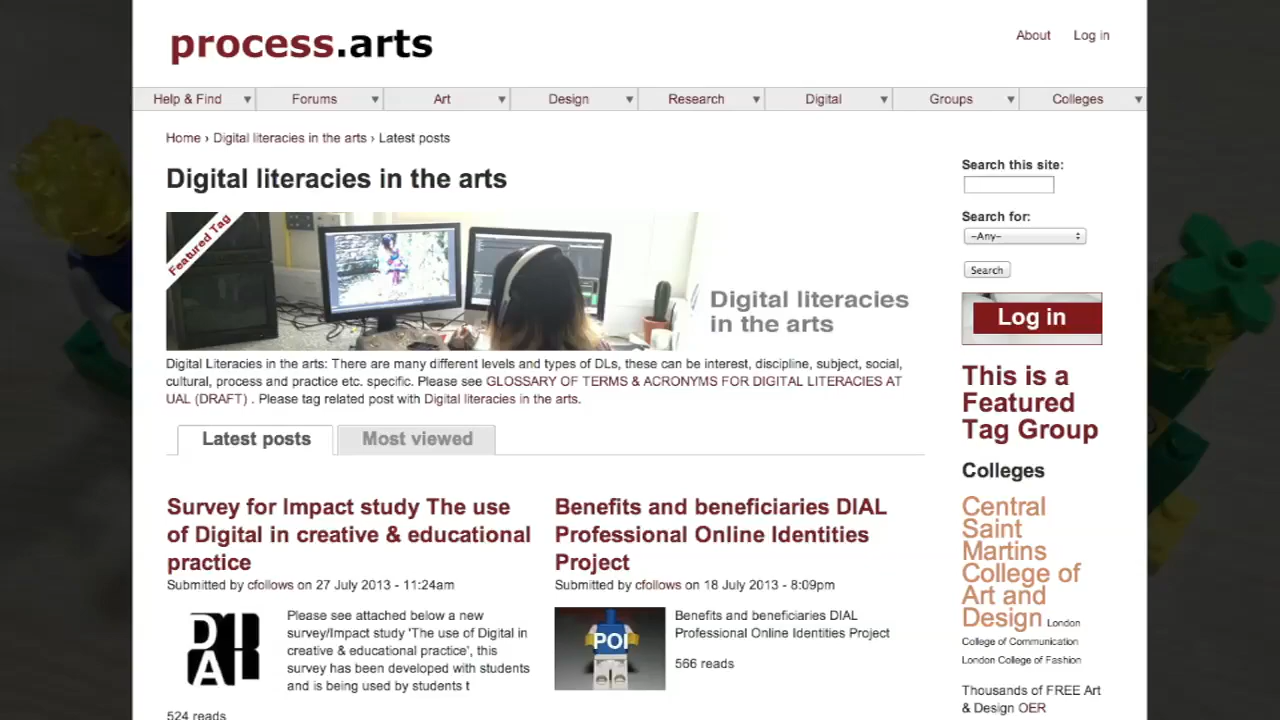 process.arts
About Log in
Help & Find Forums Art Design Research Digital Groups Colleges
Home › Digital literacies in the arts › Latest posts
Digital literacies in the arts
Featured Tag
Digital literacies
in the arts
Digital Literacies in the arts: There are many different levels and types of DLs, these can be interest, discipline, subject, social,
cultural, process and practice etc. specific. Please see GLOSSARY OF TERMS & ACRONYMS FOR DIGITAL LITERACIES AT
UAL (DRAFT) . Please tag related post with Digital literacies in the arts.
Latest posts Most viewed
Survey for Impact study The use
of Digital in creative & educational
practice
Submitted by cfollows on 27 July 2013 - 11:24am
DIAL
Please see attached below a new
survey/Impact study 'The use of Digital in
creative & educational practice', this
survey has been developed with students
and is being used by students t
524 reads
Benefits and beneficiaries DIAL
Professional Online Identities
Project
Submitted by cfollows on 18 July 2013 - 8:09pm
POI
Benefits and beneficiaries DIAL
Professional Online Identities Project
566 reads
Search this site:
Search for:
–Any–
Search
Log in
This is a
Featured
Tag Group
Colleges
Central
Saint
Martins
College of
Art and
Design London
College of Communication
London College of Fashion
Thousands of FREE Art
& Design OER